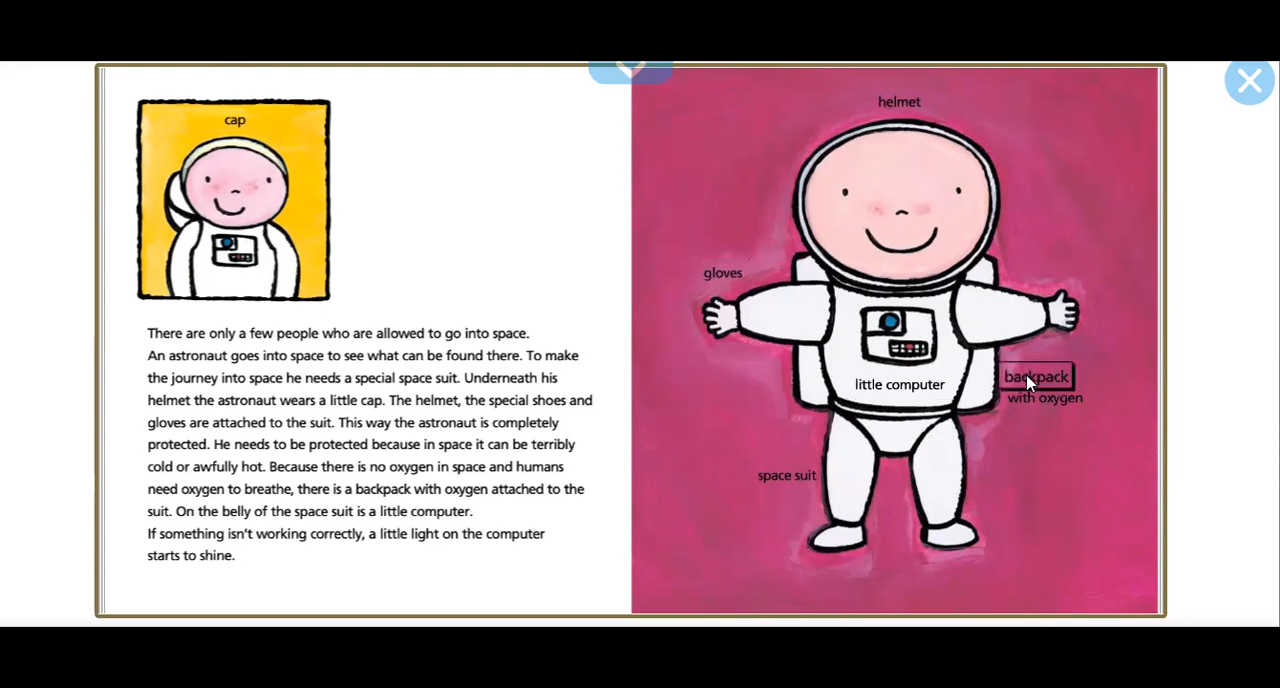 cap
There are only a few people who are allowed to go into space.
An astronaut goes into space to see what can be found there. To make
the journey into space he needs a special space suit. Underneath his
helmet the astronaut wears a little cap. The helmet, the special shoes and
gloves are attached to the suit. This way the astronaut is completely
protected. He needs to be protected because in space it can be terribly
cold or awfully hot. Because there is no oxygen in space and humans
need oxygen to breathe, there is a backpack with oxygen attached to the
suit. On the belly of the space suit is a little computer.
If something isn't working correctly, a little light on the computer
starts to shine.
helmet
gloves
backpack
with oxygen
little computer
space suit